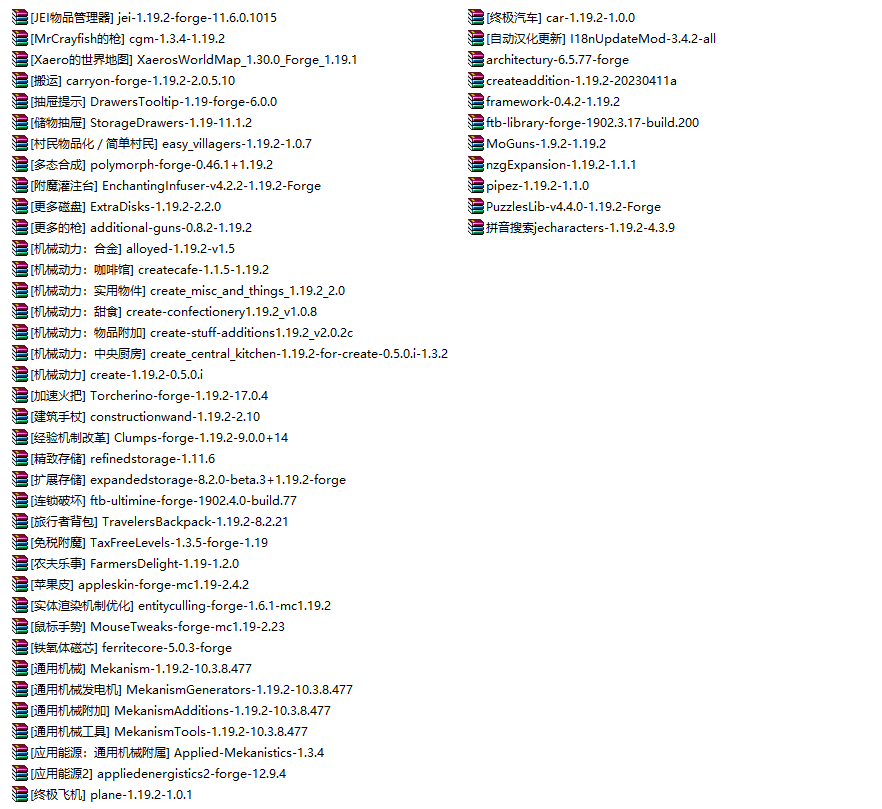 [JEI物品管理器] jei-1.19.2-forge-11.6.0.1015
[MrCrayfish的枪] cgm-1.3.4-1.19.2
[Xaero的世界地图] XaerosWorldMap_1.30.0_Forge_1.19.1
[搬运] carryon-forge-1.19.2-2.0.5.10
[抽屉提示] DrawersTooltip-1.19-forge-6.0.0
[储物抽屉] StorageDrawers-1.19-11.1.2
[村民物品化 / 简单村民] easy_villagers-1.19.2-1.0.7
[多态合成] polymorph-forge-0.46.1+1.19.2
[附魔灌注台] EnchantingInfuser-v4.2.2-1.19.2-Forge
[更多磁盘] ExtraDisks-1.19.2-2.2.0
[更多的枪] additional-guns-0.8.2-1.19.2
[机械动力：合金] alloyed-1.19.2-v1.5
[机械动力：咖啡馆] createcafe-1.1.5-1.19.2
[机械动力：实用物件] create_misc_and_things_1.19.2_2.0
[机械动力：甜食] create-confectionery1.19.2_v1.0.8
[机械动力：物品附加] create-stuff-additions1.19.2_v2.0.2c
[机械动力：中央厨房] create_central_kitchen-1.19.2-for-create-0.5.0.i-1.3.2
[机械动力] create-1.19.2-0.5.0.i
[加速火把] Torcherino-forge-1.19.2-17.0.4
[建筑手杖] constructionwand-1.19.2-2.10
[经验机制改革] Clumps-forge-1.19.2-9.0.0+14
[精致存储] refinedstorage-1.11.6
[扩展存储] expandedstorage-8.2.0-beta.3+1.19.2-forge
[连锁破坏] ftb-ultimine-forge-1902.4.0-build.77
[旅行者背包] TravelersBackpack-1.19.2-8.2.21
[免税附魔] TaxFreeLevels-1.3.5-forge-1.19
[农夫乐事] FarmersDelight-1.19-1.2.0
[苹果皮] appleskin-forge-mc1.19-2.4.2
[实体渲染机制优化] entityculling-forge-1.6.1-mc1.19.2
[鼠标手势] MouseTweaks-forge-mc1.19-2.23
[铁氧体磁芯] ferritecore-5.0.3-forge
[通用机械] Mekanism-1.19.2-10.3.8.477
[通用机械发电机] MekanismGenerators-1.19.2-10.3.8.477
[通用机械附加] MekanismAdditions-1.19.2-10.3.8.477
[通用机械工具] MekanismTools-1.19.2-10.3.8.477
[应用能源：通用机械附属] Applied-Mekanistics-1.3.4
[应用能源2] appliedenergistics2-forge-12.9.4
[终极飞机] plane-1.19.2-1.0.1
[终极汽车] car-1.19.2-1.0.0
[自动汉化更新] I18nUpdateMod-3.4.2-all
architectury-6.5.77-forge
createaddition-1.19.2-20230411a
framework-0.4.2-1.19.2
ftb-library-forge-1902.3.17-build.200
MoGuns-1.9.2-1.19.2
nzgExpansion-1.19.2-1.1.1
pipez-1.19.2-1.1.0
PuzzlesLib-v4.4.0-1.19.2-Forge
拼音搜索jecharacters-1.19.2-4.3.9